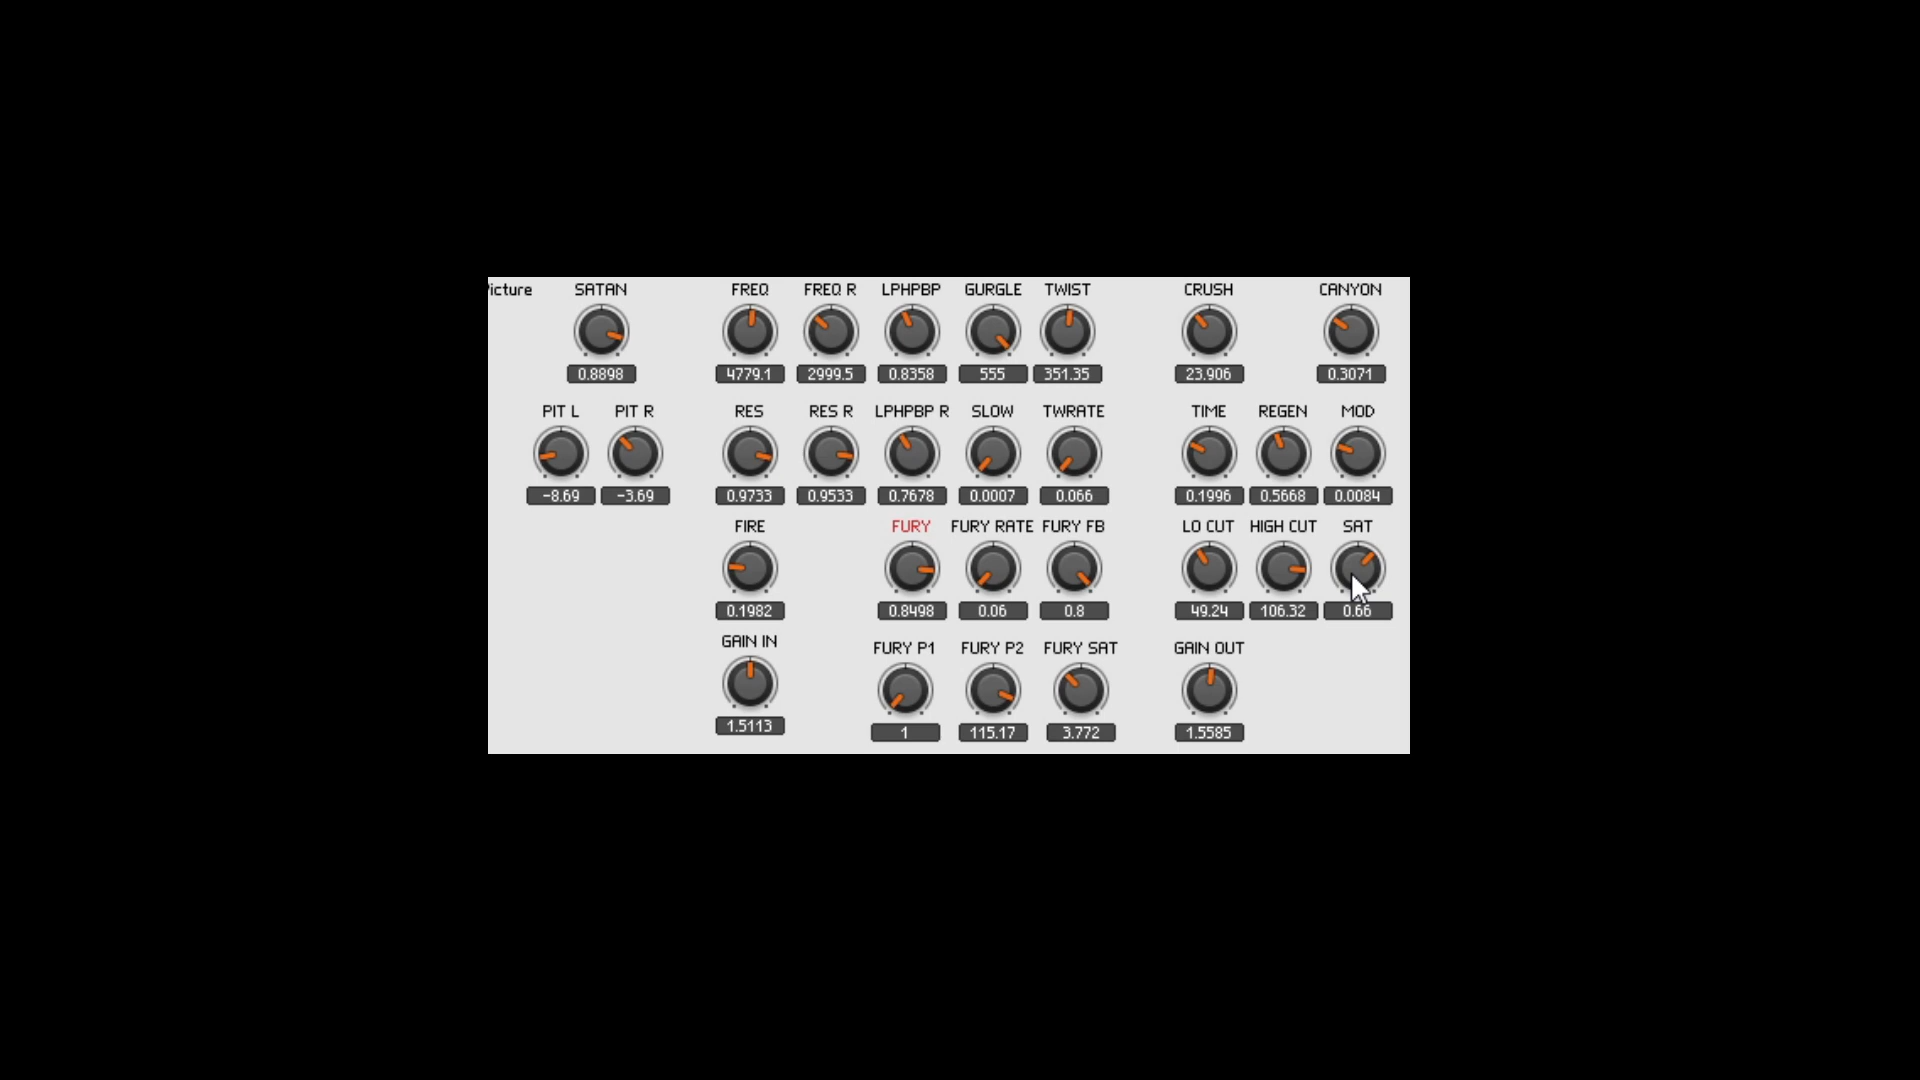 icture SATAN FREQ FREQ R LPHPBP GURGLE TWIST CRUSH CANYON
0.8898 4779.1 2999.5 0.8358 555 351.35 23.906 0.3071
PIT L PIT R RES RES R LPHPBP R SLOW TWRATE TIME REGEN MOD
-8.69 -3.69 0.9733 0.9533 0.7678 0.0007 0.066 0.1996 0.5668 0.0084
FIRE FURY FURY RATE FURY FB LO CUT HIGH CUT SAT
0.1982 0.8498 0.06 0.8 49.24 106.32 0.66
GAIN IN FURY P1 FURY P2 FURY SAT GAIN OUT
1.5113 1 115.17 3.772 1.5585